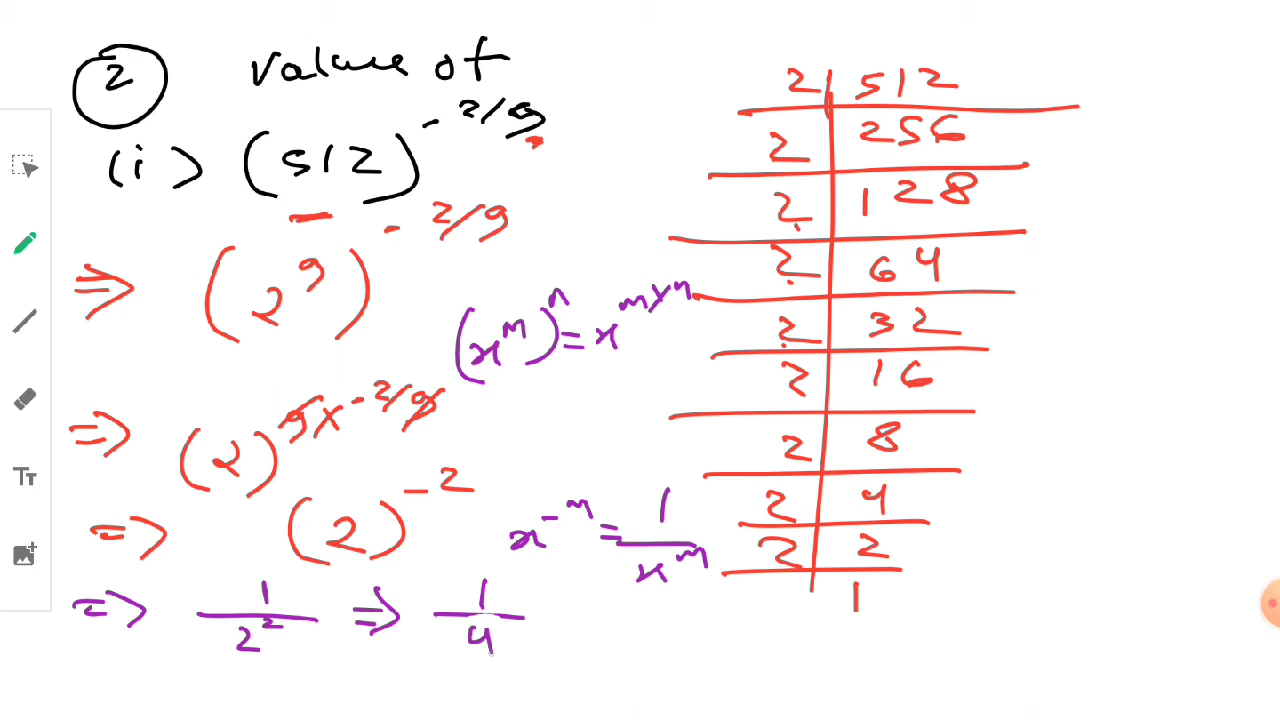 ② values of
(i) (512)^-2/9
⇒ (2^9)^-2/9
(x^m)^n = x^m×n
⇒ (2)^9×-2/9
⇒ (2)^-2
x^-m = 1/x^m
⇒ 1/2^2 ⇒ 1/4
2 | 512
2 | 256
2 | 128
2 | 64
2 | 32
2 | 16
2 | 8
2 | 4
2 | 2
1
TT